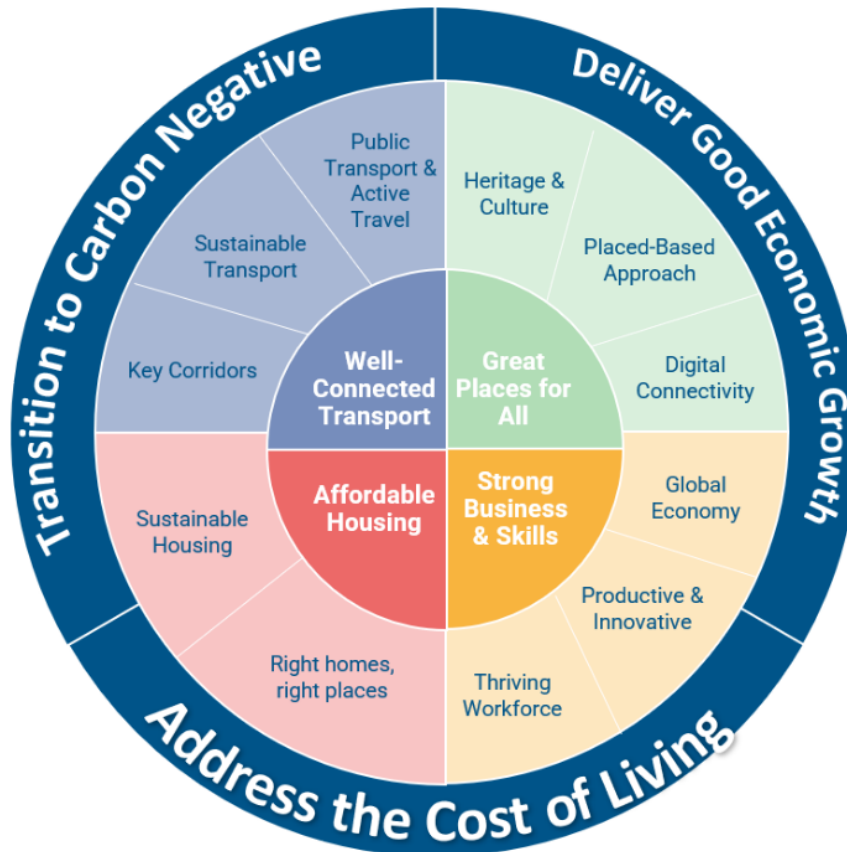 Transition to Carbon Negative
Deliver Good Economic Growth
Public
Transport &
Active
Travel
Heritage &
Culture
Sustainable
Transport
Placed-Based
Approach
Key Corridors
Digital
Connectivity
Well-
Connected
Transport
Great
Places for
All
Affordable
Housing
Strong
Business
& Skills
Sustainable
Housing
Global
Economy
Productive &
Innovative
Right homes,
right places
Thriving
Workforce
Address the Cost of Living